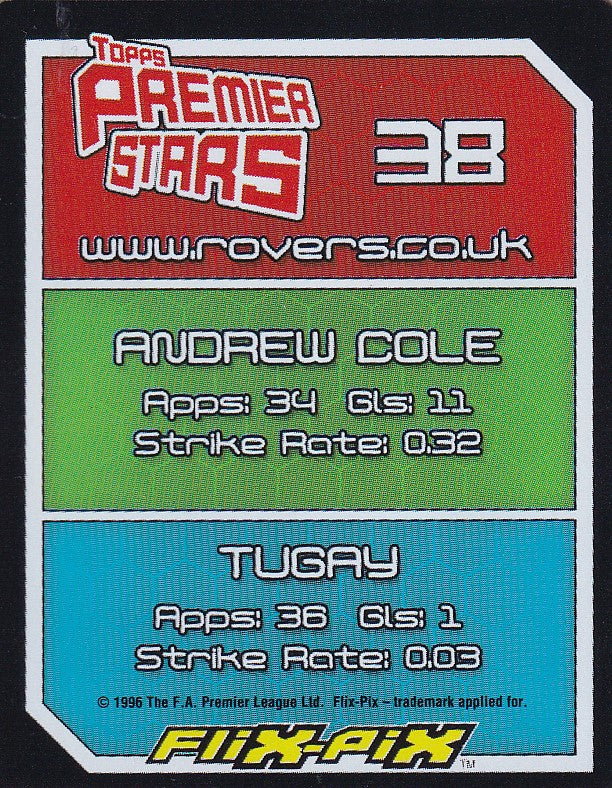 TOPPS
PREMIER
STARS
38
www.rovers.co.uk
ANDREW COLE
Apps: 34 Gls: 11
Strike Rate: 0.32
TUGAY
Apps: 36 Gls: 1
Strike Rate: 0.03
© 1996 The F.A. Premier League Ltd. Flix-Pix – trademark applied for.
FLIX-PIX TM